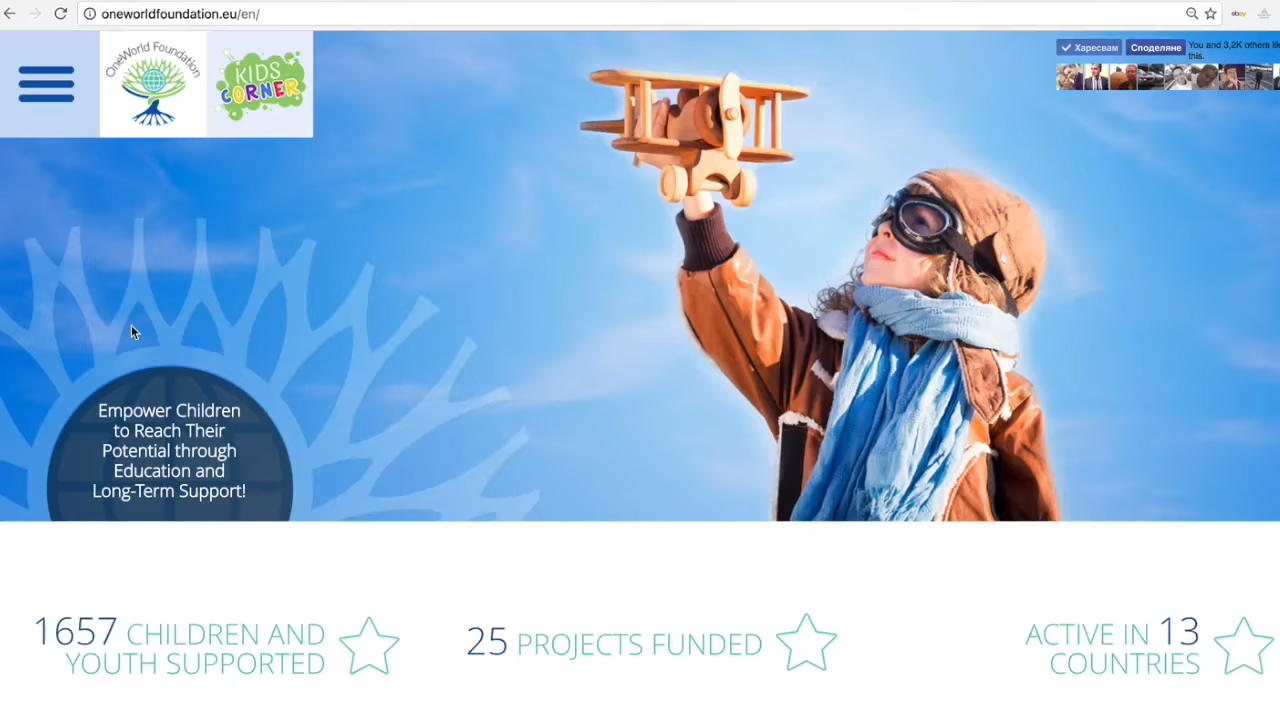 oneworldfoundation.eu/en/
ebay
OneWorld Foundation
KIDS
CORNER
Харесвам
Споделяне
You and 3,2K others lik
this.
Empower Children
to Reach Their
Potential through
Education and
Long-Term Support!
1657 CHILDREN AND
YOUTH SUPPORTED
25 PROJECTS FUNDED
ACTIVE IN 13
COUNTRIES